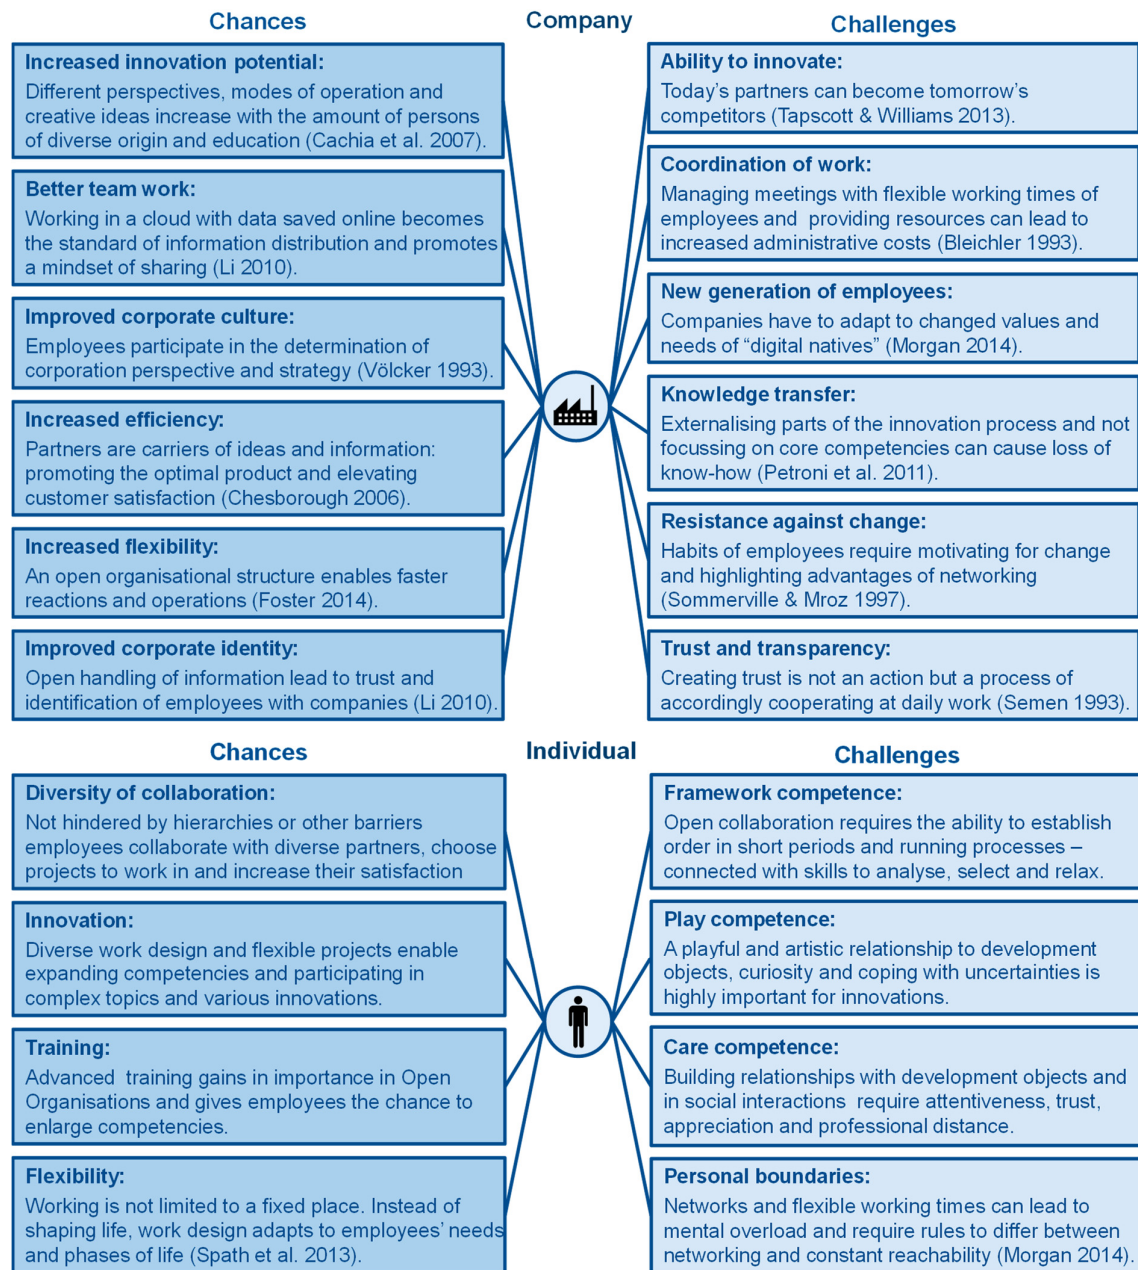 Chances
Company
Challenges
Increased innovation potential:
Different perspectives, modes of operation and
creative ideas increase with the amount of persons
of diverse origin and education (Cachia et al. 2007).
Better team work:
Working in a cloud with data saved online becomes
the standard of information distribution and promotes
a mindset of sharing (Li 2010).
Improved corporate culture:
Employees participate in the determination of
corporation perspective and strategy (Völcker 1993).
Increased efficiency:
Partners are carriers of ideas and information:
promoting the optimal product and elevating
customer satisfaction (Chesborough 2006).
Increased flexibility:
An open organisational structure enables faster
reactions and operations (Foster 2014).
Improved corporate identity:
Open handling of information lead to trust and
identification of employees with companies (Li 2010).
Ability to innovate:
Today's partners can become tomorrow's
competitors (Tapscott & Williams 2013).
Coordination of work:
Managing meetings with flexible working times of
employees and  providing resources can lead to
increased administrative costs (Bleichler 1993).
New generation of employees:
Companies have to adapt to changed values and
needs of “digital natives” (Morgan 2014).
Knowledge transfer:
Externalising parts of the innovation process and not
focussing on core competencies can cause loss of
know-how (Petroni et al. 2011).
Resistance against change:
Habits of employees require motivating for change
and highlighting advantages of networking
(Sommerville & Mroz 1997).
Trust and transparency:
Creating trust is not an action but a process of
accordingly cooperating at daily work (Semen 1993).
Chances
Individual
Challenges
Diversity of collaboration:
Not hindered by hierarchies or other barriers
employees collaborate with diverse partners, choose
projects to work in and increase their satisfaction
Innovation:
Diverse work design and flexible projects enable
expanding competencies and participating in
complex topics and various innovations.
Training:
Advanced  training gains in importance in Open
Organisations and gives employees the chance to
enlarge competencies.
Flexibility:
Working is not limited to a fixed place. Instead of
shaping life, work design adapts to employees' needs
and phases of life (Spath et al. 2013).
Framework competence:
Open collaboration requires the ability to establish
order in short periods and running processes –
connected with skills to analyse, select and relax.
Play competence:
A playful and artistic relationship to development
objects, curiosity and coping with uncertainties is
highly important for innovations.
Care competence:
Building relationships with development objects and
in social interactions  require attentiveness, trust,
appreciation and professional distance.
Personal boundaries:
Networks and flexible working times can lead to
mental overload and require rules to differ between
networking and constant reachability (Morgan 2014).